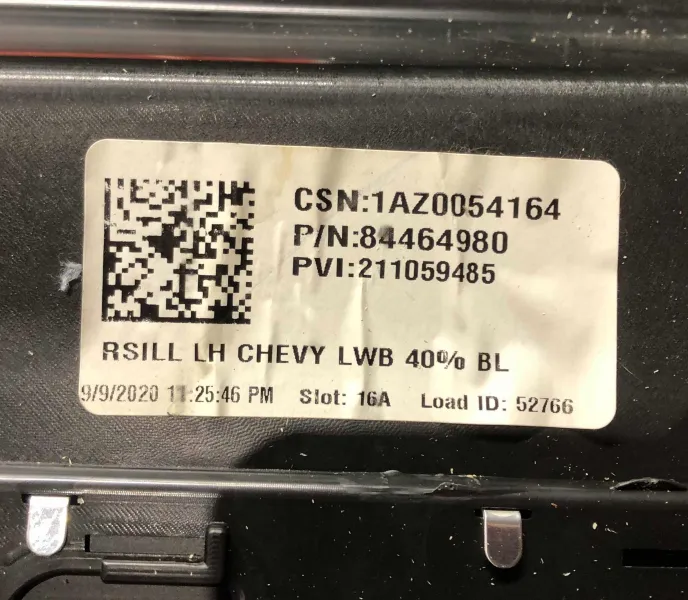 CSN:1AZ0054164
P/N:84464980
PVI:211059485
RSILL LH CHEVY LWB 40% BL
9/9/2020 11:25:46 PM Slot: 16A Load ID: 52766